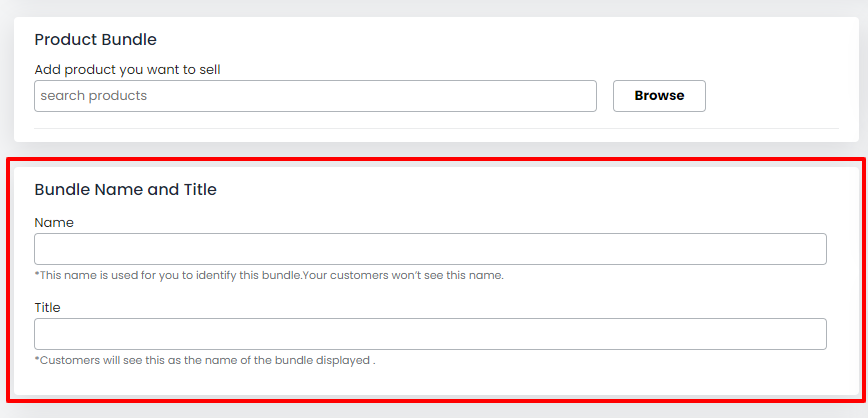 Product Bundle
Add product you want to sell
search products
Browse
Bundle Name and Title
Name
*This name is used for you to identify this bundle.Your customers won't see this name.
Title
*Customers will see this as the name of the bundle displayed .